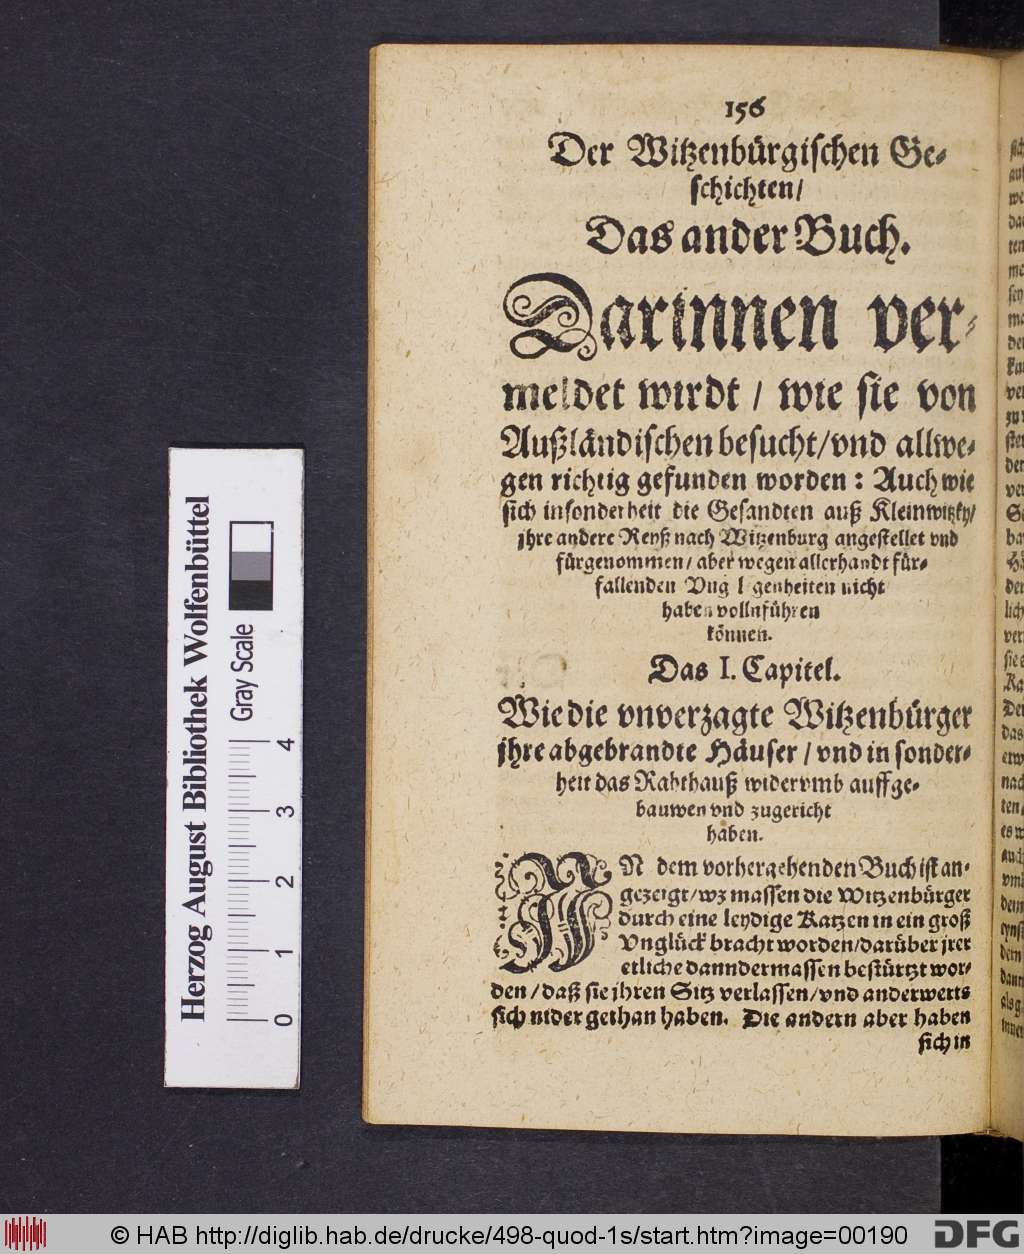 156
Der Witzenbürgischen Ge-
schichten/
Das ander Buch.
Darinnen ver-
meldet wirdt / wie sie von
Außländischen besucht/vnd allwe-
gen richtig gefunden worden : Auch wie
sich insonderheit die Gesandten auß Kleinwitzky/
jhre andere Reyß nach Witzenburg angestellet vnd
fürgenommen/ aber wegen allerhandt für-
fallenden Vngl genheiten nicht
haben vollnführen
können.
Das I. Capitel.
Wie die vnverzagte Witzenbürger
jhre abgebrandte Häuser / vnd in sonder-
heit das Rahthauß widervmb auffge-
bauwen vnd zugericht
haben.
IN dem vorhergehenden Buch ist an-
gezeigt/wz massen die Witzenbürger
durch eine leydige Katzen in ein groß
Vnglück bracht worden/darüber jrer
etliche danndermassen bestürtzt wor-
den / daß sie jhren Sitz verlassen/vnd anderwerts
sich nider gethan haben. Die andern aber haben
sich in
Herzog August Bibliothek Wolfenbüttel
Gray Scale
0 1 2 3 4
© HAB http://diglib.hab.de/drucke/498-quod-1s/start.htm?image=00190
DFG